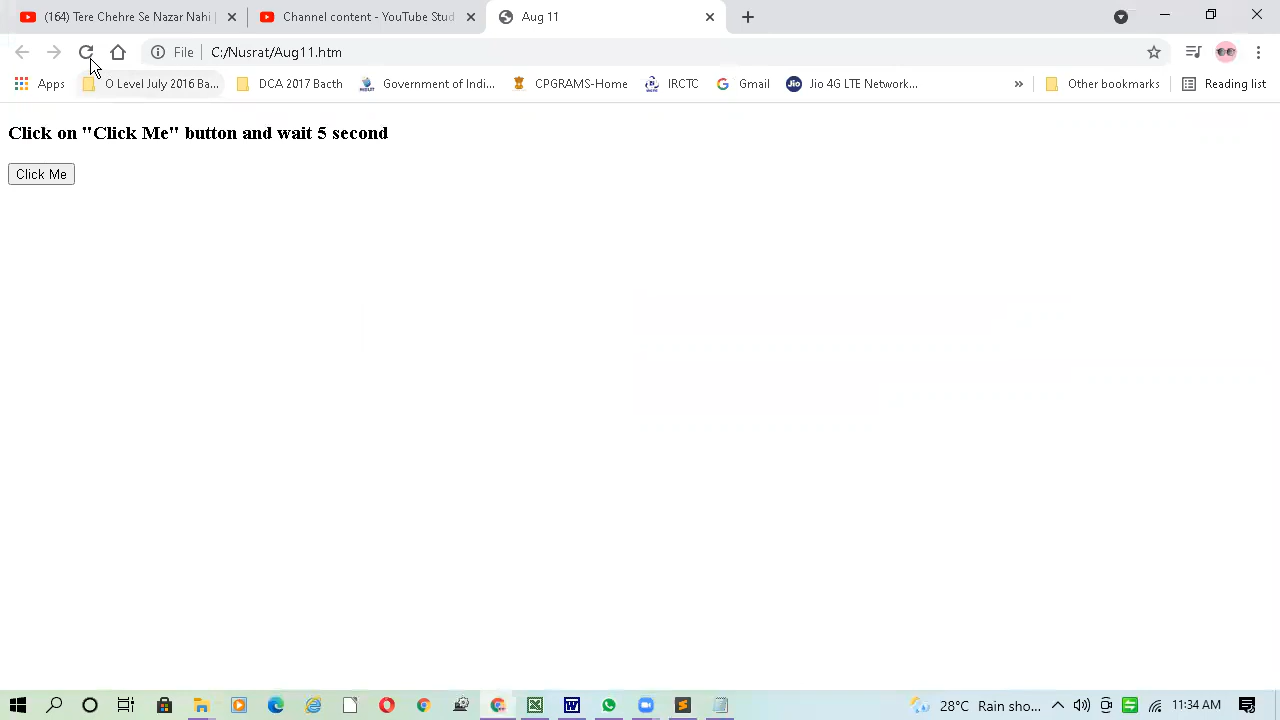 (164) Tere Chehre Se Nazar Nahi
Channel content - YouTube Stu
Aug 11
File
C:/Nusrat/Aug11.htm
Apps
O Level July 2016 Ba...
DCA 2017 Bacth
Government of Indi...
CPGRAMS-Home
IRCTC
Gmail
Jio
Jio 4G LTE Network...
»
Other bookmarks
Reading list
Click on "Click Me" button and wait 5 second
Click Me
28°C Rain sho...
11:34 AM